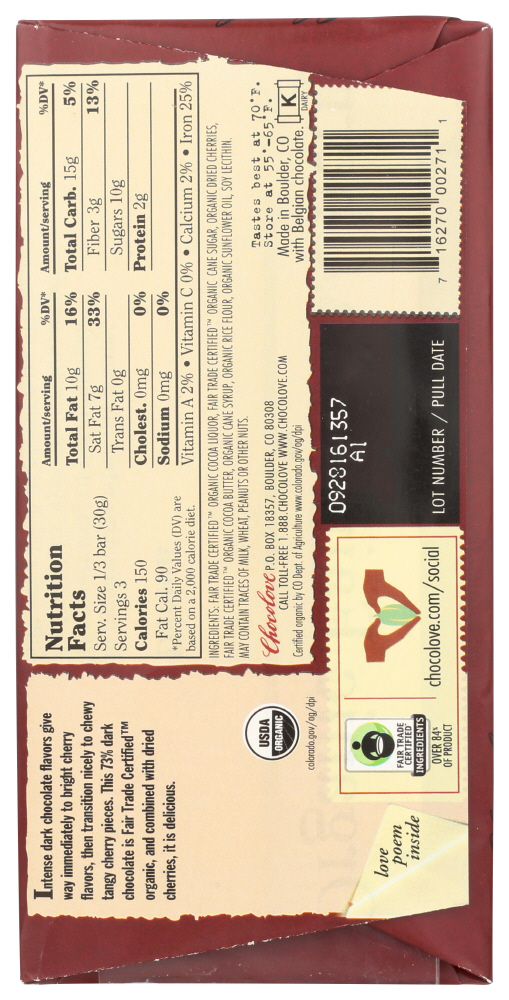 Intense dark chocolate flavors give
way immediately to bright cherry
flavors, then transition nicely to chewy
tangy cherry pieces. This 73% dark
chocolate is Fair Trade Certified™
organic, and combined with dried
cherries, it is delicious.
USDA
ORGANIC
colorado.gov/ag/dpi
love
poem
inside
Nutrition
Facts
Serv. Size 1/3 bar (30g)
Servings 3
Calories 150
Fat Cal. 90
*Percent Daily Values (DV) are
based on a 2,000 calorie diet.
Amount/serving %DV*
Total Fat 10g 16%
Sat Fat 7g 33%
Trans Fat 0g
Cholest. 0mg 0%
Sodium 0mg 0%
Amount/serving %DV*
Total Carb. 15g 5%
Fiber 3g 13%
Sugars 10g
Protein 2g
Vitamin A 2% • Vitamin C 0% • Calcium 2% • Iron 25%
INGREDIENTS: FAIR TRADE CERTIFIED™ ORGANIC COCOA LIQUOR, FAIR TRADE CERTIFIED™ ORGANIC CANE SUGAR, ORGANIC DRIED CHERRIES,
FAIR TRADE CERTIFIED™ ORGANIC COCOA BUTTER, ORGANIC CANE SYRUP, ORGANIC RICE FLOUR, ORGANIC SUNFLOWER OIL, SOY LECITHIN.
MAY CONTAIN TRACES OF MILK, WHEAT, PEANUTS OR OTHER NUTS.
Chocolove P.O. BOX 18357, BOULDER, CO 80308
CALL TOLL-FREE 1.888.CHOCOLOVE WWW.CHOCOLOVE.COM
Certified organic by CO Dept. of Agriculture www.colorado.gov/ag/dpi
Tastes best at 70°F.
Store at 55°-65°F.
Made in Boulder, CO
with Belgian chocolate.
K
DAIRY
FAIR TRADE
CERTIFIED
INGREDIENTS
OVER 84%
OF PRODUCT
chocolove.com/social
0928161357
A1
LOT NUMBER / PULL DATE
7 16270 00271 1